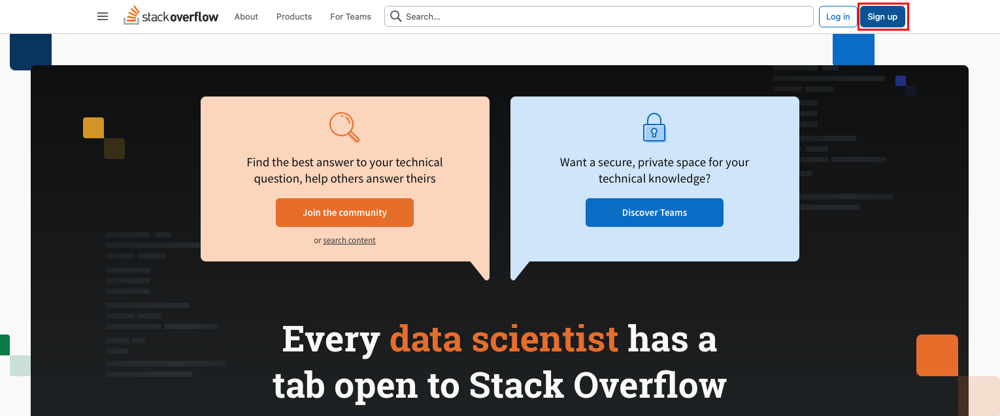 stackoverflow About Products For Teams Search... Log in Sign up
Find the best answer to your technical
question, help others answer theirs
Join the community
or search content
Want a secure, private space for your
technical knowledge?
Discover Teams
Every data scientist has a
tab open to Stack Overflow